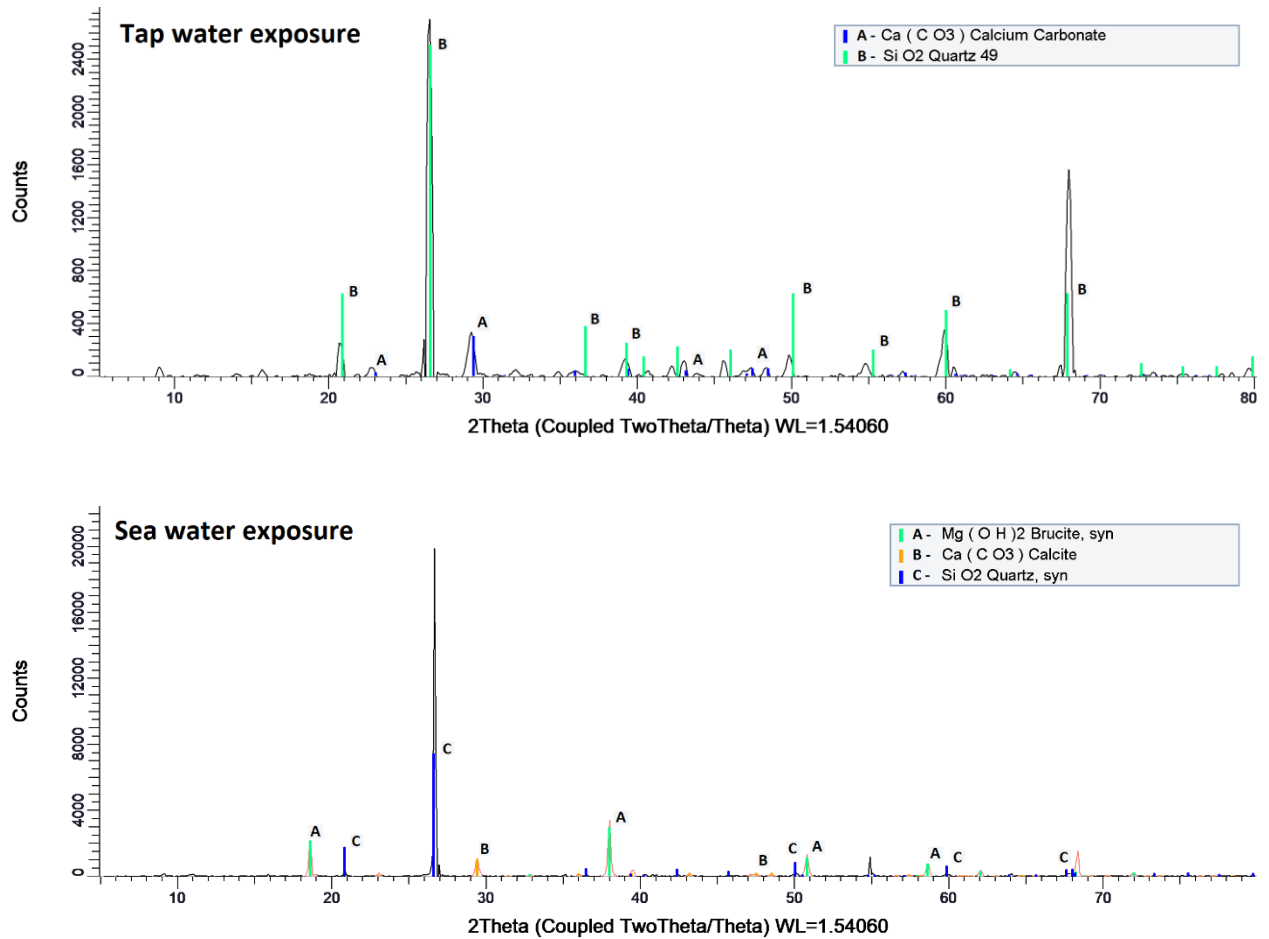 Tap water exposure
A - Ca ( C O3 ) Calcium Carbonate
B - Si O2 Quartz 49
Counts
2400
2000
1600
1200
800
400
0
B
B
A
A
B
B
A
A
B
B
B
B
10 20 30 40 50 60 70 80
2Theta (Coupled TwoTheta/Theta) WL=1.54060
Sea water exposure
A - Mg ( O H )2 Brucite, syn
B - Ca ( C O3 ) Calcite
C - Si O2 Quartz, syn
Counts
20000
16000
12000
8000
4000
0
A
C
C
B
A
B
C
A
A
C
C
10 20 30 40 50 60 70
2Theta (Coupled TwoTheta/Theta) WL=1.54060